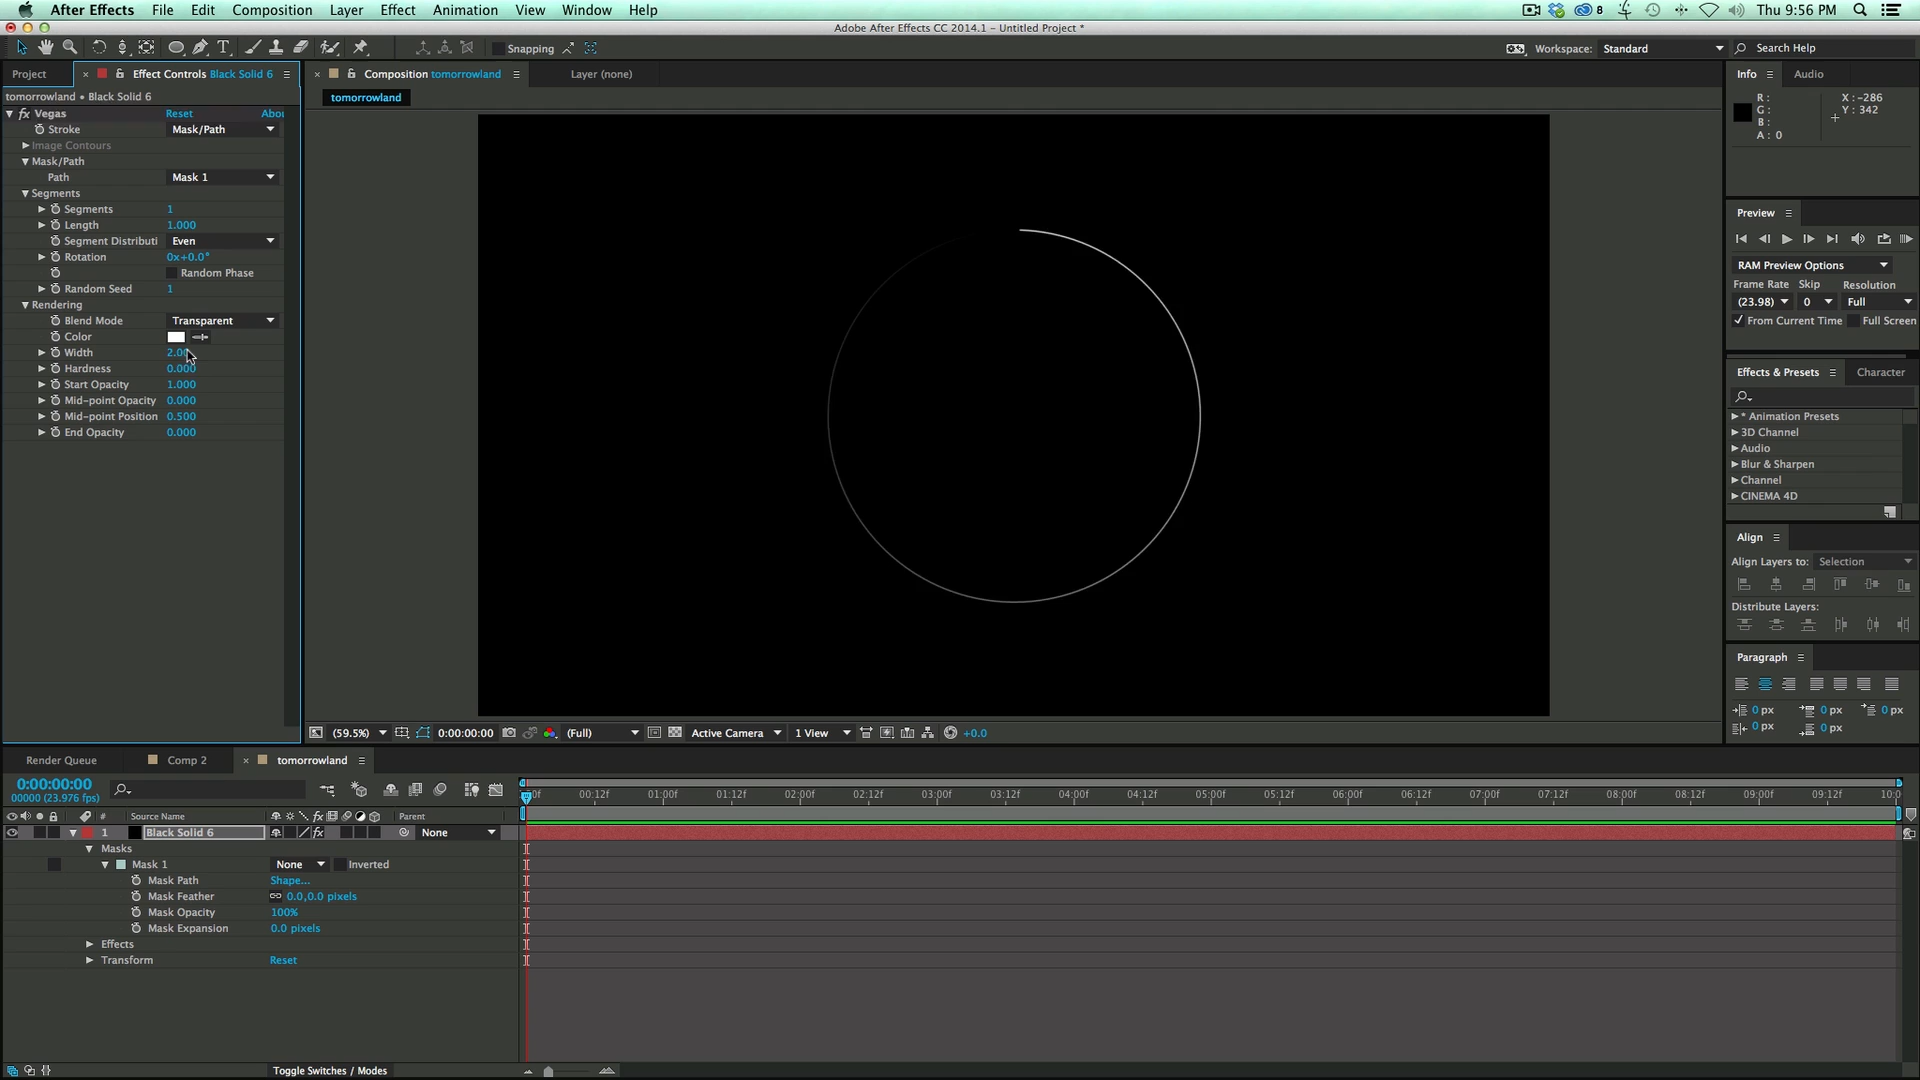 After Effects File Edit Composition Layer Effect Animation View Window Help
8 Thu 9:56 PM
Adobe After Effects CC 2014.1 - Untitled Project *
Snapping
Workspace: Standard
Search Help
Project
Effect Controls Black Solid 6
tomorrowland • Black Solid 6
fx Vegas Reset Abou
Stroke Mask/Path
Image Contours
Mask/Path
Path Mask 1
Segments
Segments 1
Length 1.000
Segment Distributi Even
Rotation 0x+0.0°
Random Phase
Random Seed 1
Rendering
Blend Mode Transparent
Color
Width 2.00
Hardness 0.000
Start Opacity 1.000
Mid-point Opacity 0.000
Mid-point Position 0.500
End Opacity 0.000
Composition tomorrowland
Layer (none)
tomorrowland
(59.5%) 0:00:00:00 (Full) Active Camera 1 View +0.0
Info Audio
R: X: -286
G: Y: 342
B:
A: 0
Preview
RAM Preview Options
Frame Rate Skip Resolution
(23.98) 0 Full
From Current Time Full Screen
Effects & Presets Character
* Animation Presets
3D Channel
Audio
Blur & Sharpen
Channel
CINEMA 4D
Align
Align Layers to: Selection
Distribute Layers:
Paragraph
0 px 0 px 0 px
0 px 0 px
Render Queue Comp 2 tomorrowland
0:00:00:00
00000 (23.976 fps)
0f 00:12f 01:00f 01:12f 02:00f 02:12f 03:00f 03:12f 04:00f 04:12f 05:00f 05:12f 06:00f 06:12f 07:00f 07:12f 08:00f 08:12f 09:00f 09:12f 10:0
# Source Name fx Parent
1 Black Solid 6 fx None
Masks
Mask 1 None Inverted
Mask Path Shape...
Mask Feather 0.0,0.0 pixels
Mask Opacity 100%
Mask Expansion 0.0 pixels
Effects
Transform Reset
Toggle Switches / Modes